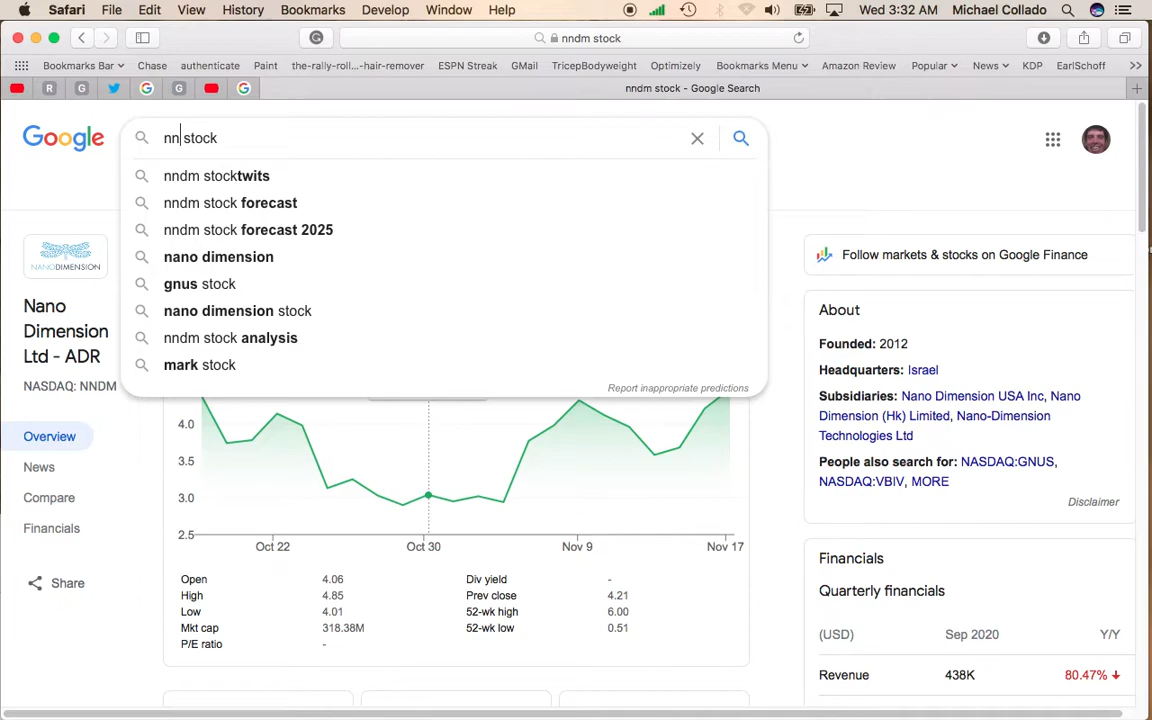 Safari File Edit View History Bookmarks Develop Window Help Wed 3:32 AM Michael Collado
nndm stock
Bookmarks Bar Chase authenticate Paint the-rally-roll...-hair-remover ESPN Streak GMail TricepBodyweight Optimizely Bookmarks Menu Amazon Review Popular News KDP EarlSchoff
R G G G G nndm stock - Google Search
Google nn stock
nndm stocktwits
nndm stock forecast
nndm stock forecast 2025
nano dimension
gnus stock
nano dimension stock
nndm stock analysis
mark stock
Report inappropriate predictions
NANODIMENSION
Nano
Dimension
Ltd - ADR
NASDAQ: NNDM
Overview
News
Compare
Financials
Share
4.0
3.5
3.0
2.5
Oct 22 Oct 30 Nov 9 Nov 17
Open 4.06 Div yield -
High 4.85 Prev close 4.21
Low 4.01 52-wk high 6.00
Mkt cap 318.38M 52-wk low 0.51
P/E ratio -
Follow markets & stocks on Google Finance
About
Founded: 2012
Headquarters: Israel
Subsidiaries: Nano Dimension USA Inc, Nano
Dimension (Hk) Limited, Nano-Dimension
Technologies Ltd
People also search for: NASDAQ:GNUS,
NASDAQ:VBIV, MORE
Disclaimer
Financials
Quarterly financials
(USD) Sep 2020 Y/Y
Revenue 438K 80.47%